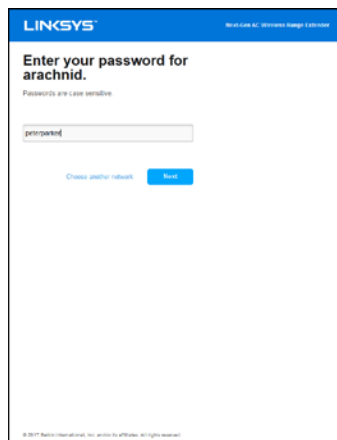 LINKSYS™
Next-Gen AC Wireless Range Extender
Enter your password for
arachnid.
Passwords are case sensitive.
peterparker
Choose another network
Next
© 2017 Belkin International, Inc. and/or its affiliates. All rights reserved.